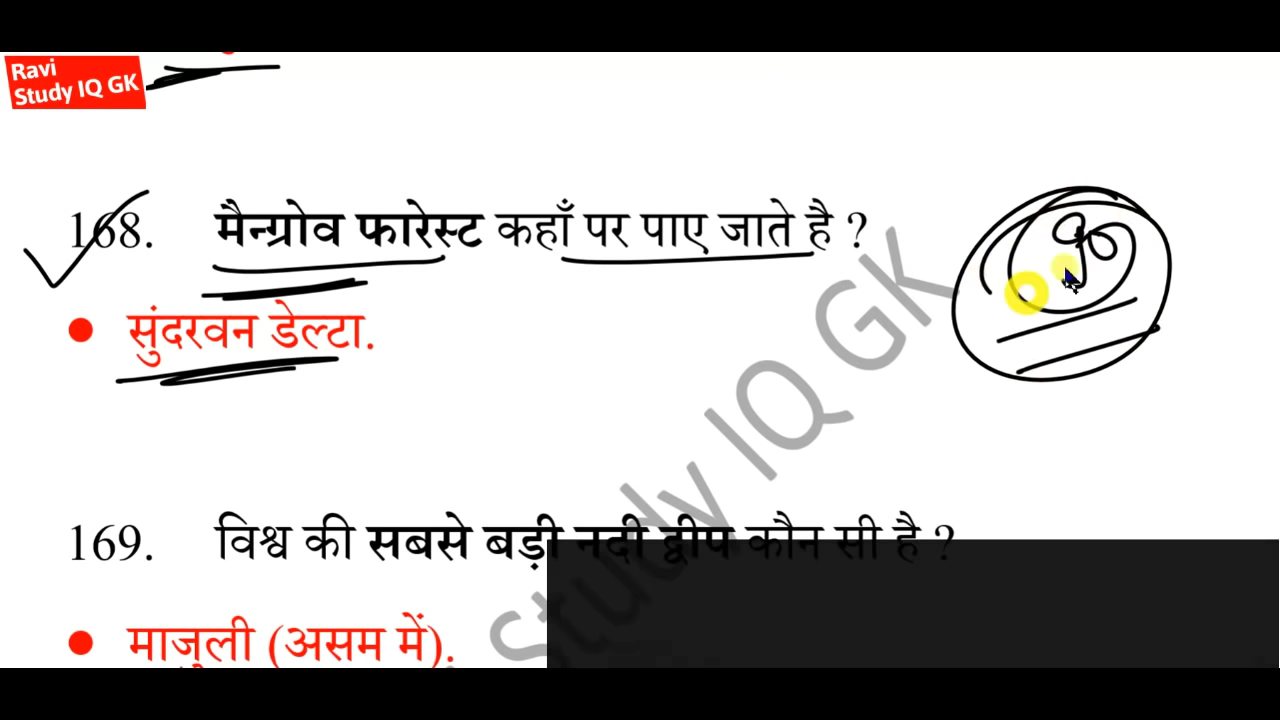 Ravi
Study IQ GK
168. मैन्ग्रोव फारेस्ट कहाँ पर पाए जाते है ?
● सुंदरवन डेल्टा.
169. विश्व की सबसे बड़ी नदी द्वीप कौन सी है ?
● माजुली (असम में).
Study IQ GK